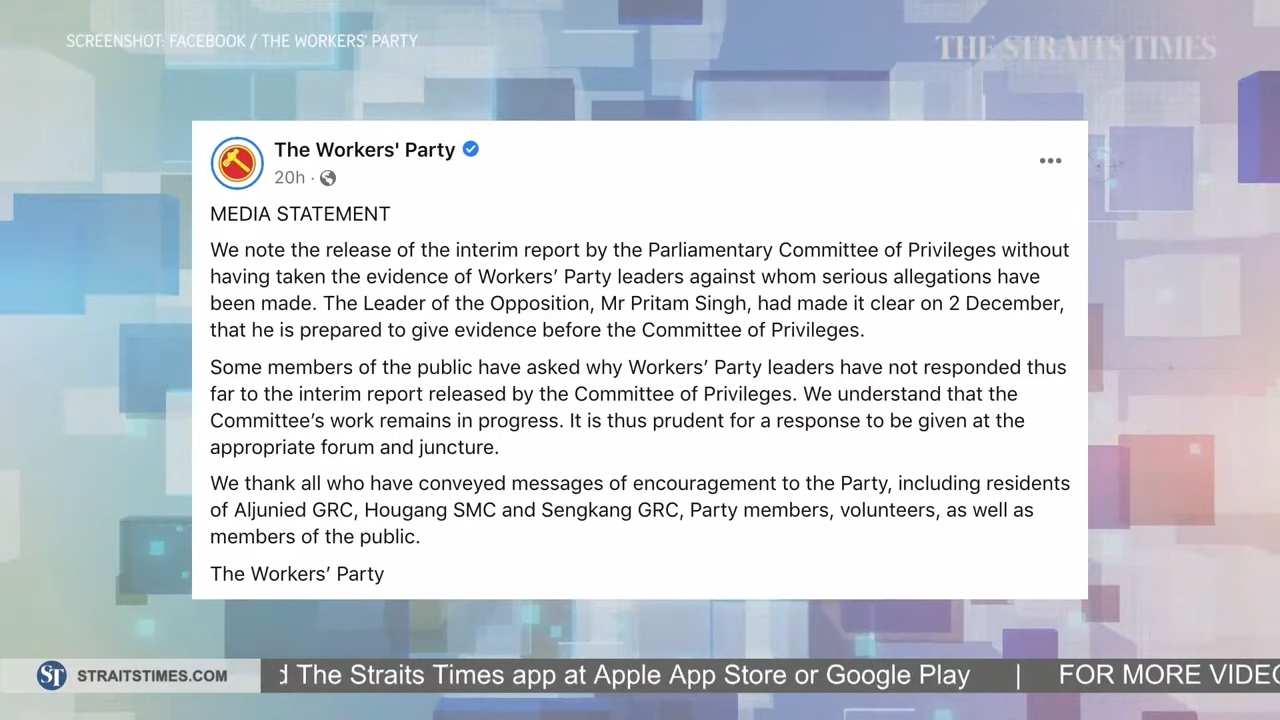 SCREENSHOT: FACEBOOK / THE WORKERS' PARTY
THE STRAITS TIMES
The Workers' Party
20h ·
MEDIA STATEMENT
We note the release of the interim report by the Parliamentary Committee of Privileges without
having taken the evidence of Workers’ Party leaders against whom serious allegations have
been made. The Leader of the Opposition, Mr Pritam Singh, had made it clear on 2 December,
that he is prepared to give evidence before the Committee of Privileges.
Some members of the public have asked why Workers’ Party leaders have not responded thus
far to the interim report released by the Committee of Privileges. We understand that the
Committee’s work remains in progress. It is thus prudent for a response to be given at the
appropriate forum and juncture.
We thank all who have conveyed messages of encouragement to the Party, including residents
of Aljunied GRC, Hougang SMC and Sengkang GRC, Party members, volunteers, as well as
members of the public.
The Workers’ Party
ST STRAITSTIMES.COM
d The Straits Times app at Apple App Store or Google Play | FOR MORE VIDEO